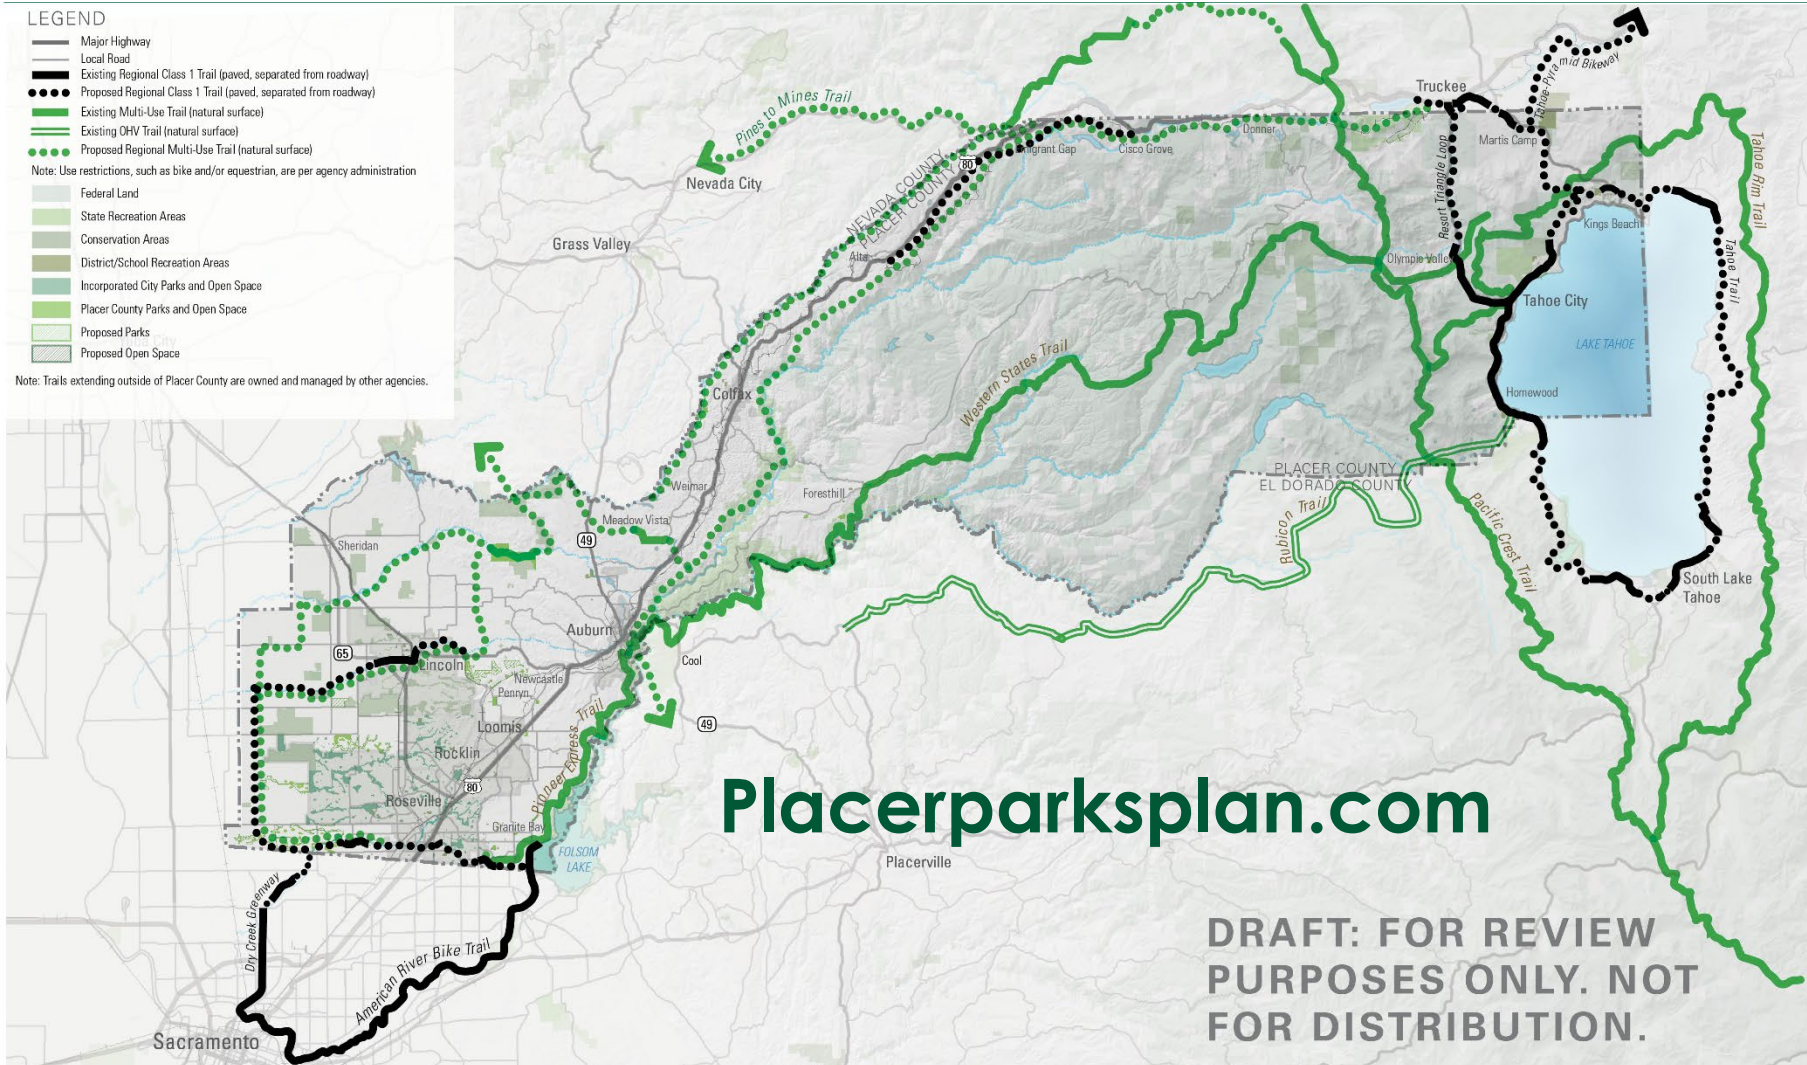 LEGEND
Major Highway
Local Road
Existing Regional Class 1 Trail (paved, separated from roadway)
Proposed Regional Class 1 Trail (paved, separated from roadway)
Existing Multi-Use Trail (natural surface)
Existing OHV Trail (natural surface)
Proposed Regional Multi-Use Trail (natural surface)
Note: Use restrictions, such as bike and/or equestrian, are per agency administration
Federal Land
State Recreation Areas
Conservation Areas
District/School Recreation Areas
Incorporated City Parks and Open Space
Placer County Parks and Open Space
Proposed Parks
Proposed Open Space
Note: Trails extending outside of Placer County are owned and managed by other agencies.
Pines to Mines Trail
Nevada City
Grass Valley
NEVADA COUNTY
PLACER COUNTY
80
Emigrant Gap
Cisco Grove
Donner
Truckee
Tahoe-Pyramid Bikeway
Martis Camp
Resort Triangle Loop
Tahoe Rim Trail
Kings Beach
Tahoe Trail
Alta
Olympic Valle
Tahoe City
LAKE TAHOE
Homewood
Colfax
Western States Trail
Weimar
Foresthill
Meadow Vista
49
Sheridan
PLACER COUNTY
EL DORADO COUNTY
Rubicon Trail
Pacific Crest Trail
South Lake
Tahoe
Auburn
Cool
65
Lincoln
Newcastle
Penryn
Loomis
Rocklin
Pioneer Express Trail
49
80
Roseville
Granite Bay
FOLSOM
LAKE
Placerparksplan.com
Placerville
Dry Creek Greenway
American River Bike Trail
Sacramento
DRAFT: FOR REVIEW
PURPOSES ONLY. NOT
FOR DISTRIBUTION.